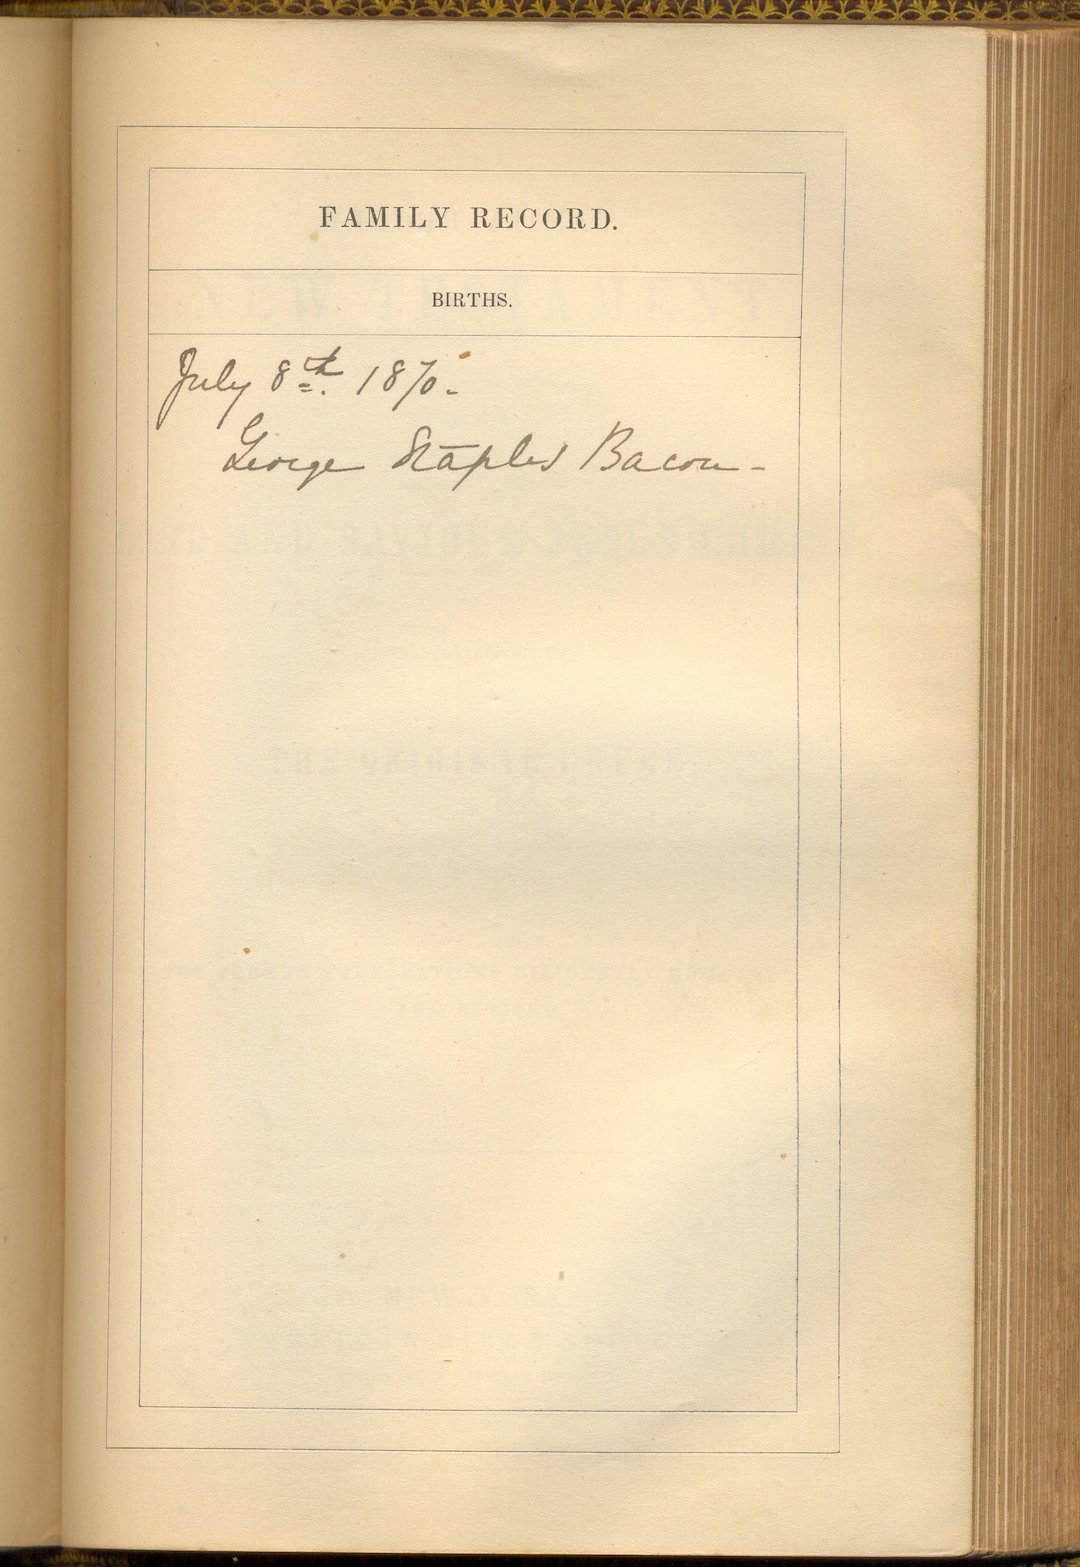 FAMILY RECORD.
BIRTHS.
July 8th. 1870.
George Staples Bacon -